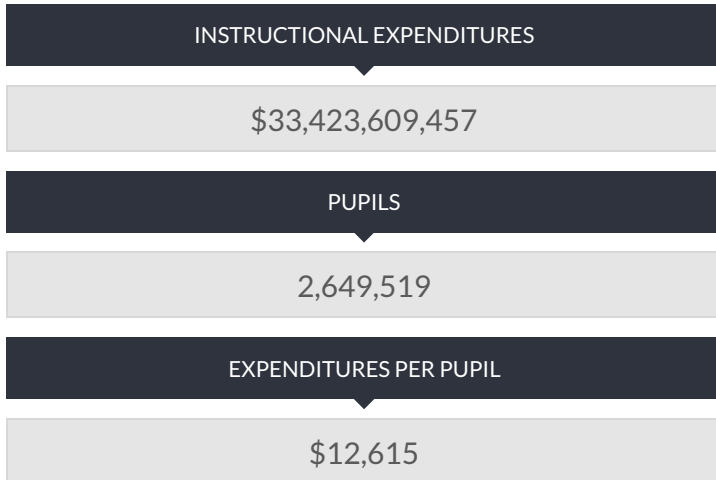 INSTRUCTIONAL EXPENDITURES
$33,423,609,457
PUPILS
2,649,519
EXPENDITURES PER PUPIL
$12,615